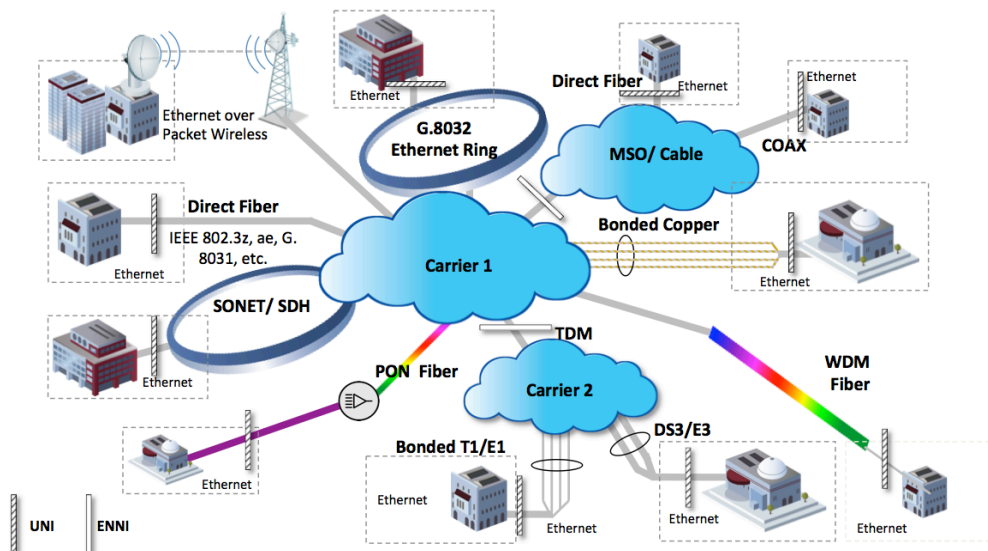 Ethernet
Ethernet over
Packet Wireless
G.8032
Ethernet Ring
Direct Fiber
Ethernet
Ethernet
MSO/ Cable
COAX
Direct Fiber
IEEE 802.3z, ae, G.
8031, etc.
Ethernet
Bonded Copper
Ethernet
Carrier 1
SONET/ SDH
Ethernet
TDM
PON Fiber
WDM
Fiber
Carrier 2
DS3/E3
Bonded T1/E1
Ethernet
Ethernet
Ethernet
Ethernet
Ethernet
UNI
ENNI